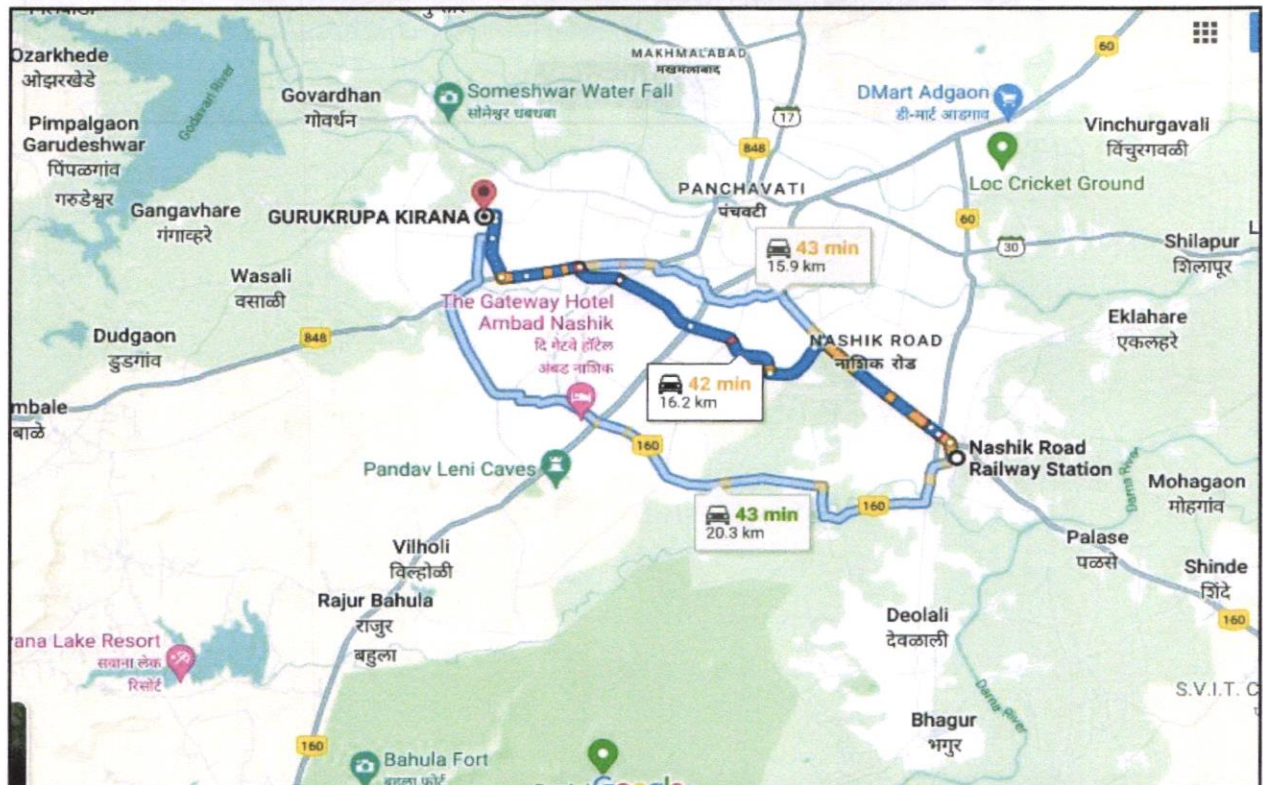 Ozarkhede
ओझरखेडे
Pimpalgaon
Garudeshwar
पिंपळगांव
गरुडेश्वर
Godavari River
Govardhan
गोवर्धन
Someshwar Water Fall
सोमेश्वर धबधबा
MAKHMALABAD
मखमलाबाद
17
848
60
DMart Adgaon
डी-मार्ट आडगाव
Vinchurgavali
विंचुरगवळी
Loc Cricket Ground
PANCHAVATI
पंचवटी
Gangavhare
गंगाव्हरे
GURUKRUPA KIRANA
60
30
Shilapur
शिलापूर
Wasali
वसाळी
43 min
15.9 km
The Gateway Hotel
Ambad Nashik
दि गेटवे हॉटेल
अंबड नाशिक
Dudgaon
डुडगांव
848
NASHIK ROAD
नाशिक रोड
Eklahare
एकलहरे
42 min
16.2 km
mbale
बाळे
160
Pandav Leni Caves
Nashik Road
Railway Station
Darna River
Mohagaon
मोहगांव
43 min
20.3 km
160
Vilholi
विल्होळी
Palase
पळसे
Shinde
शिंदे
160
Rajur Bahula
राजुर
बहुला
Deolali
देवळाली
ana Lake Resort
सवाना लेक
रिसोर्ट
Darna River
S.V.I.T. C
Bhagur
भगुर
160
Bahula Fort
बहुला फोर्ट
Google